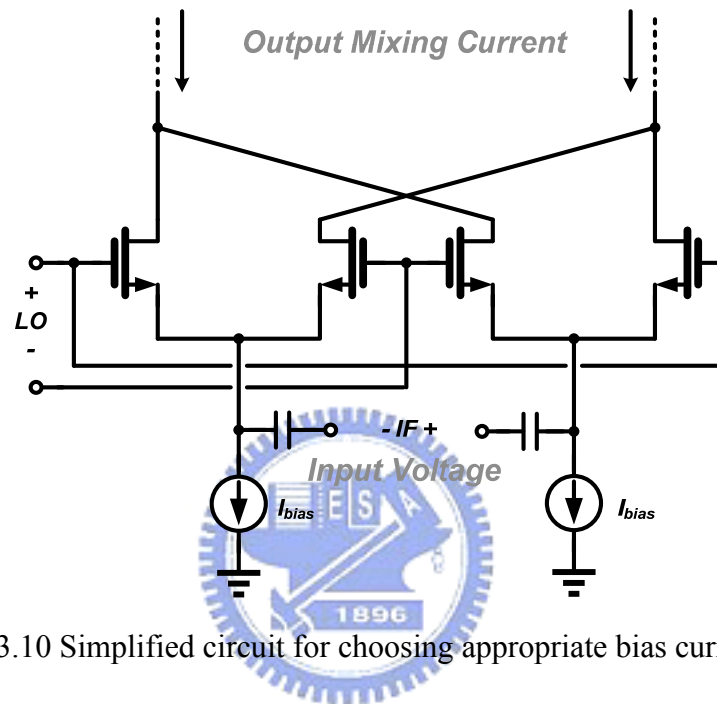 Output Mixing Current
+
LO
-
- IF +
Input Voltage
Ibias
Ibias
E S A
1896
3.10 Simplified circuit for choosing appropriate bias cur